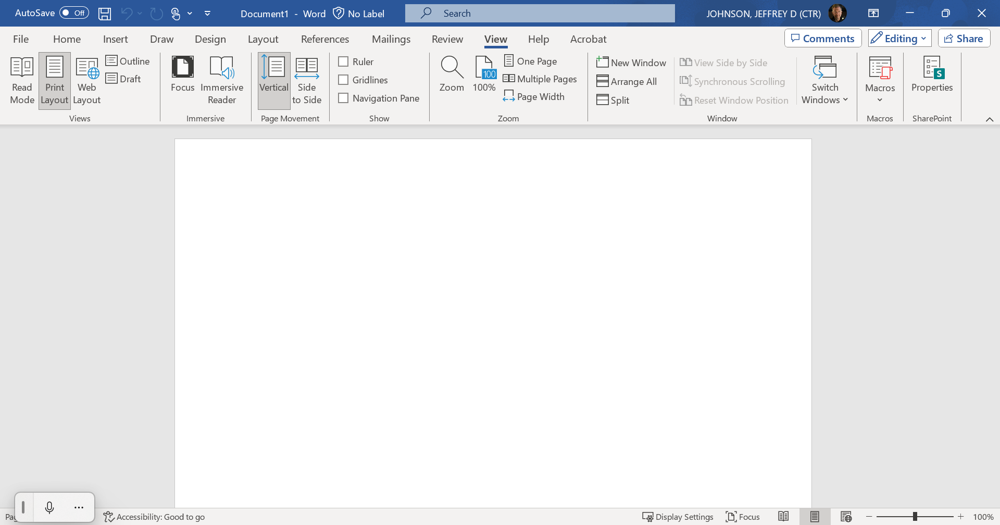 AutoSave Off Document1 - Word No Label Search JOHNSON, JEFFREY D (CTR)
File Home Insert Draw Design Layout References Mailings Review View Help Acrobat Comments Editing Share
Read Mode
Print Layout
Web Layout
Outline
Draft
Views
Focus
Immersive Reader
Immersive
Vertical
Side to Side
Page Movement
Ruler
Gridlines
Navigation Pane
Show
Zoom
100
100%
One Page
Multiple Pages
Page Width
Zoom
New Window
Arrange All
Split
View Side by Side
Synchronous Scrolling
Reset Window Position
Switch Windows
Window
Macros
Macros
S
Properties
SharePoint
Accessibility: Good to go Display Settings Focus 100%